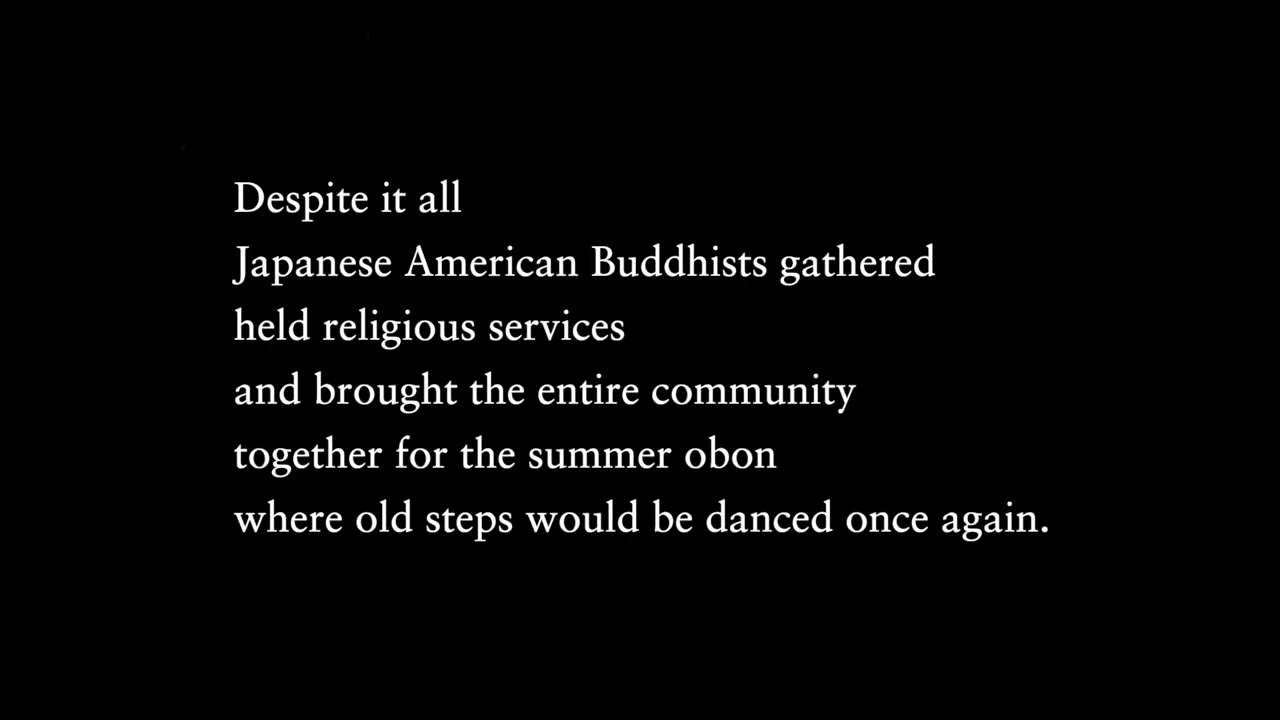 Despite it all
Japanese American Buddhists gathered
held religious services
and brought the entire community
together for the summer obon
where old steps would be danced once again.